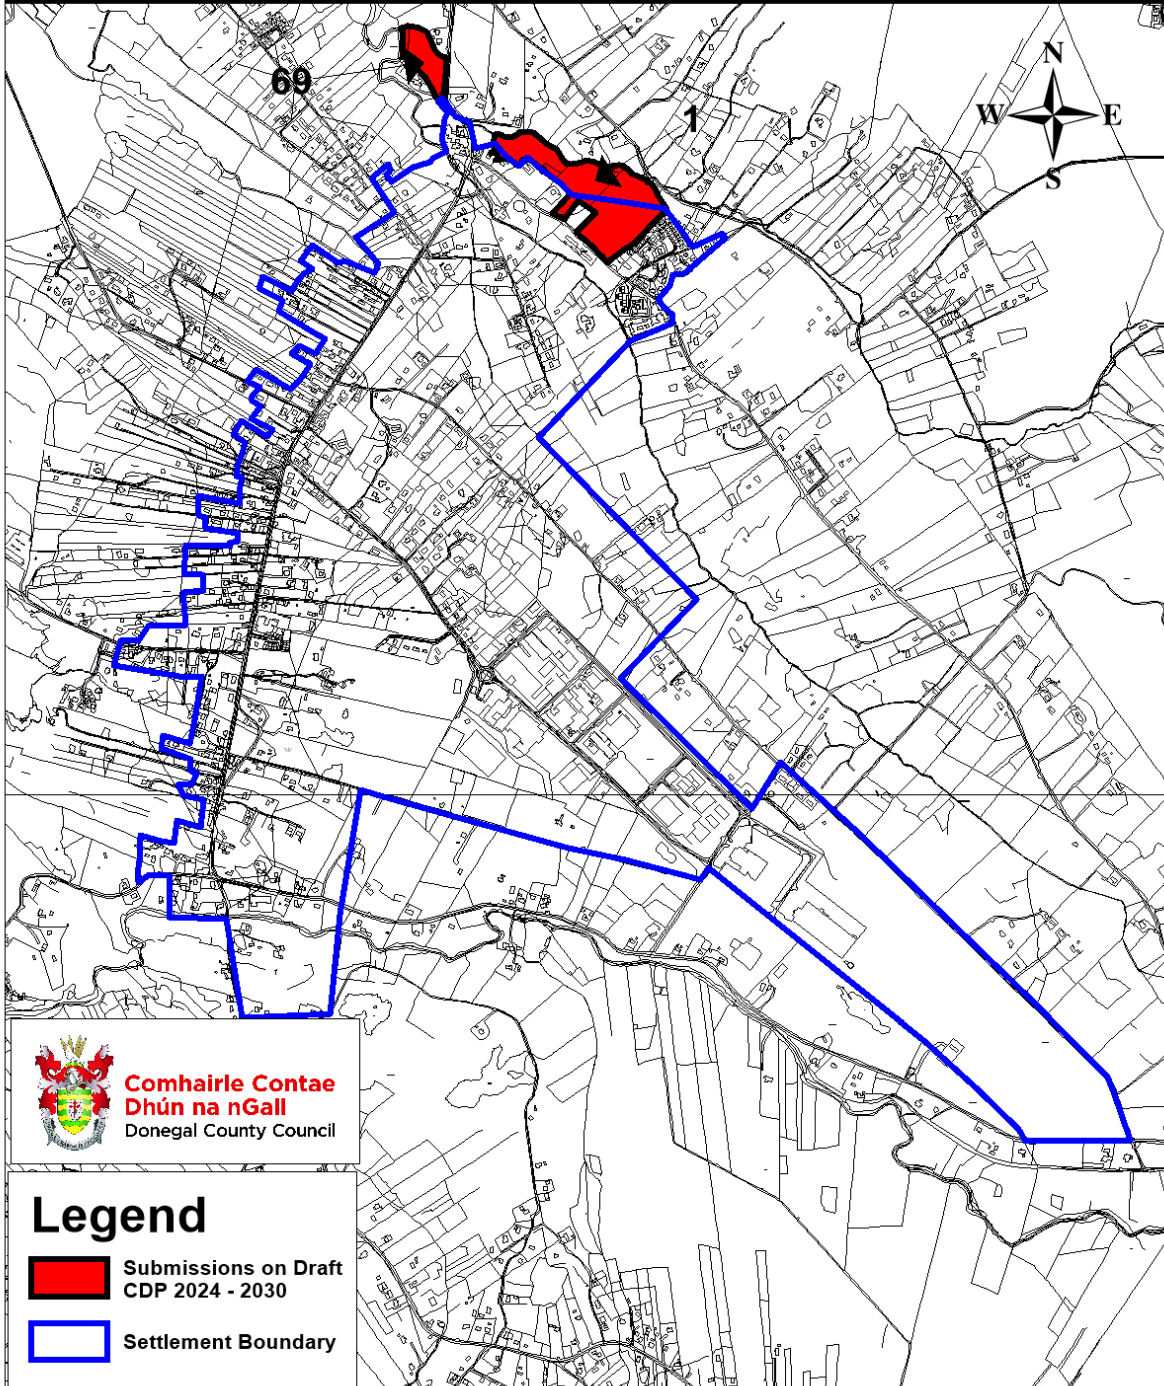 69
1
N
W E
S
Comhairle Contae
Dhún na nGall
Donegal County Council
Legend
Submissions on Draft
CDP 2024 - 2030
Settlement Boundary